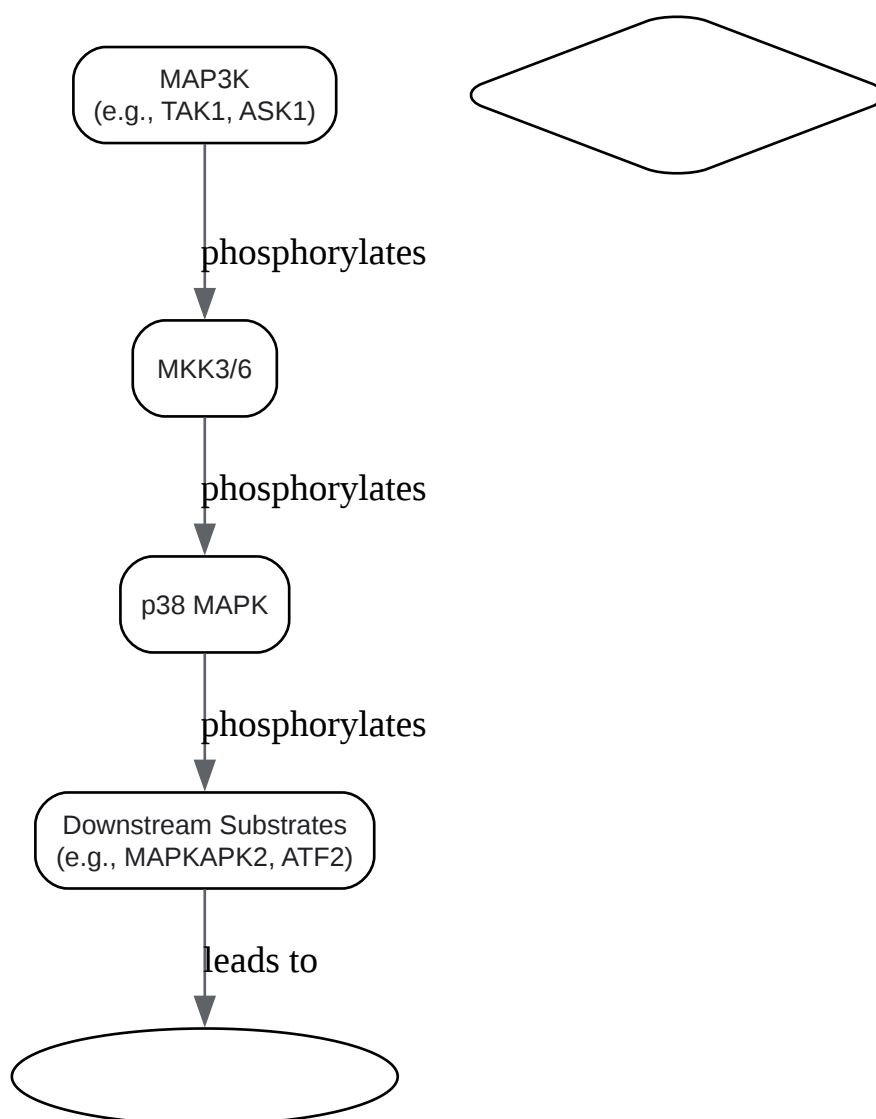 MAP3K
(e.g., TAK1, ASK1)
phosphorylates
MKK3/6
phosphorylates
p38 MAPK
phosphorylates
Downstream Substrates
(e.g., MAPKAPK2, ATF2)
leads to